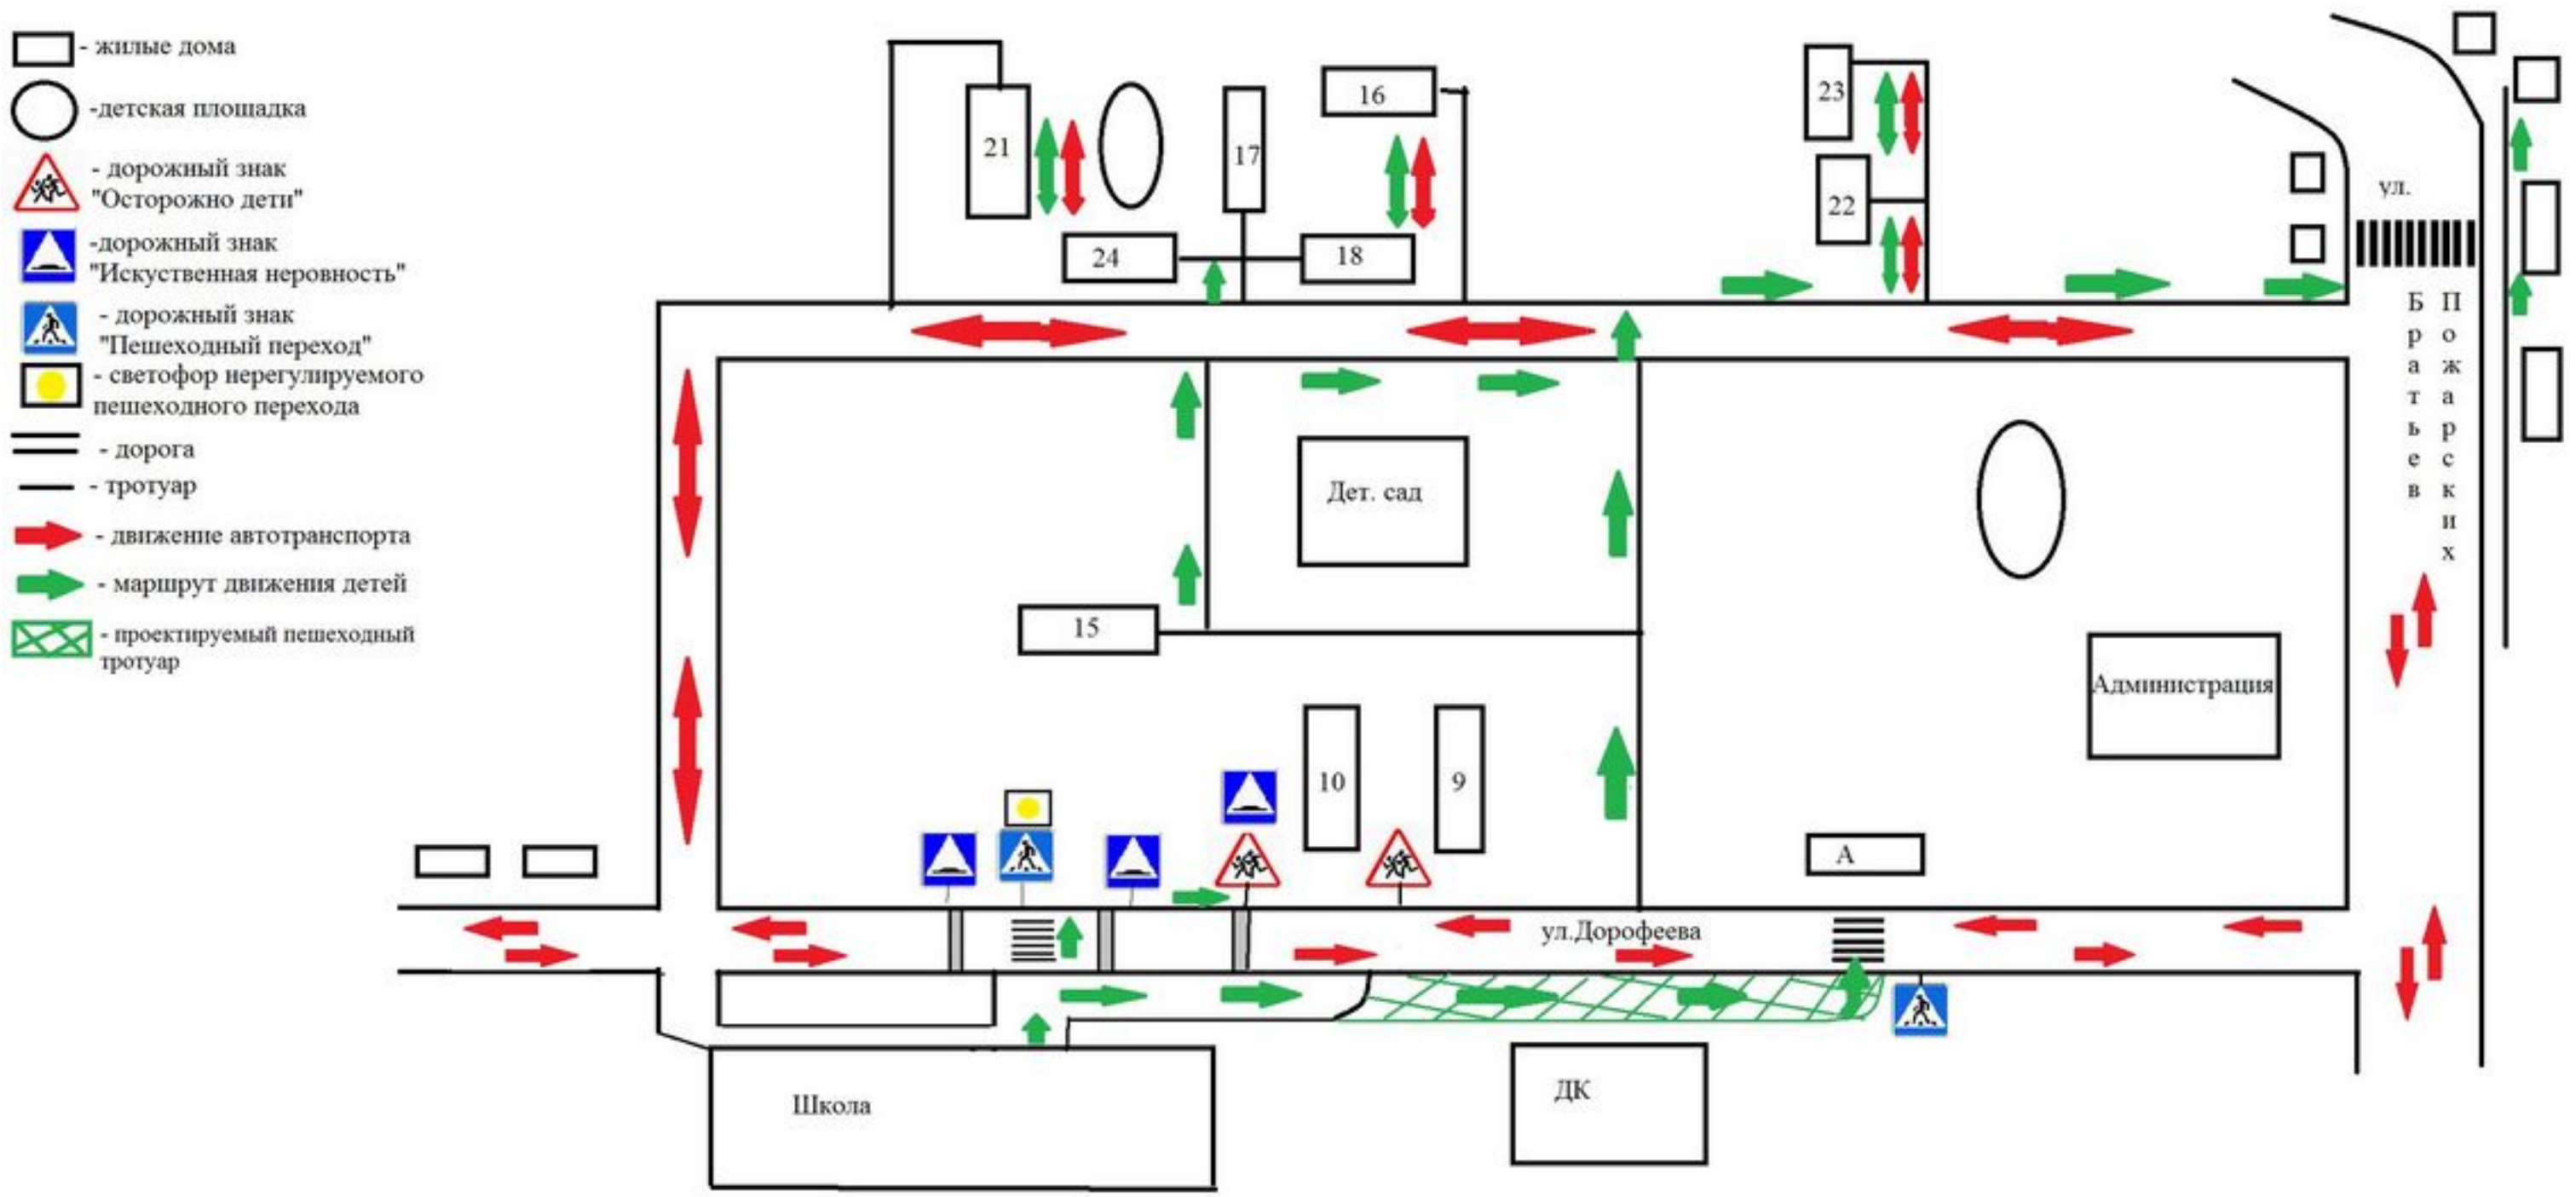 - жилые дома
-детская площадка
- дорожный знак
"Осторожно дети"
-дорожный знак
"Искуственная неровность"
- дорожный знак
"Пешеходный переход"
- светофор нерегулируемого
пешеходного перехода
- дорога
- тротуар
- движение автотранспорта
- маршрут движения детей
- проектируемый пешеходный
тротуар
21
17
16
24
18
23
22
ул.
Братьев
Пожарских
Дет. сад
15
Администрация
10
9
А
ул.Дорофеева
Школа
ДК